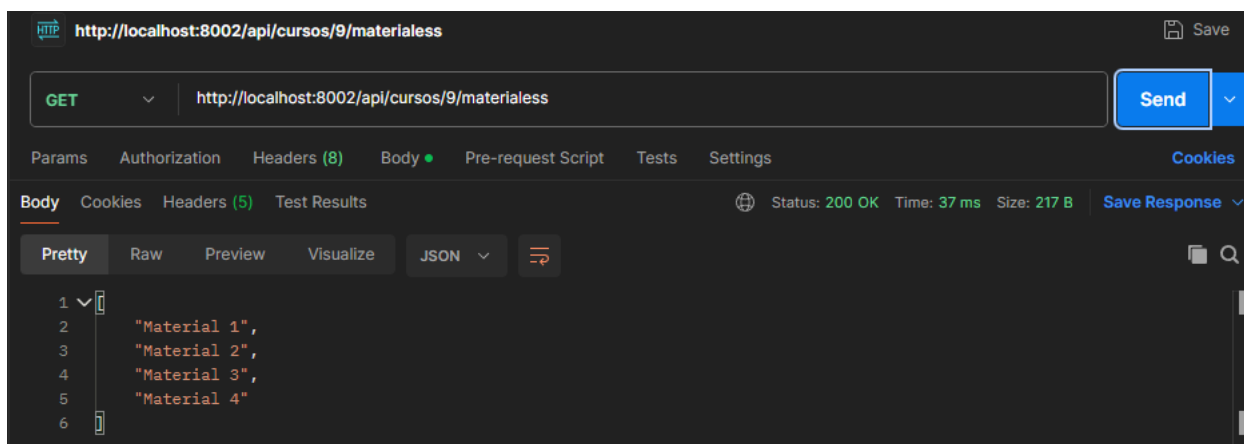 HTTP http://localhost:8002/api/cursos/9/materialess Save
GET http://localhost:8002/api/cursos/9/materialess Send
Params Authorization Headers (8) Body Pre-request Script Tests Settings Cookies
Body Cookies Headers (5) Test Results Status: 200 OK Time: 37 ms Size: 217 B Save Response
Pretty Raw Preview Visualize JSON
1 [
2 "Material 1",
3 "Material 2",
4 "Material 3",
5 "Material 4"
6 ]